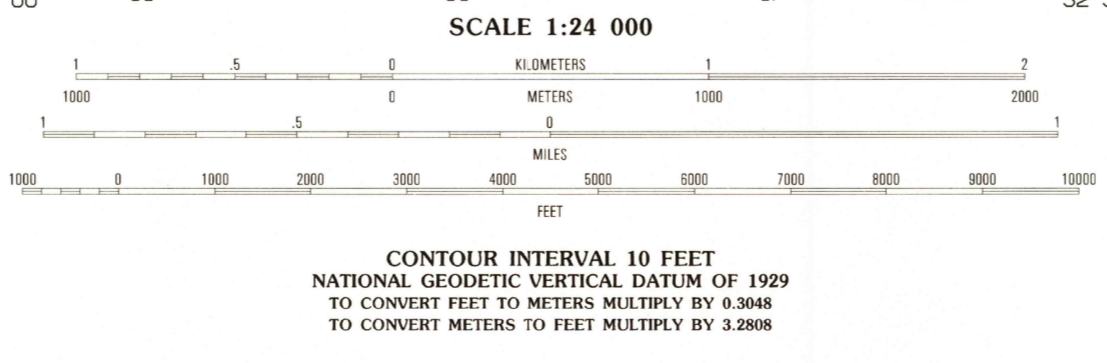 SCALE 1:24 000
1 .5 0 KILOMETERS 1 2
1000 0 METERS 1000 2000
1 .5 0 1
MILES
1000 0 1000 2000 3000 4000 5000 6000 7000 8000 9000 10000
FEET
CONTOUR INTERVAL 10 FEET
NATIONAL GEODETIC VERTICAL DATUM OF 1929
TO CONVERT FEET TO METERS MULTIPLY BY 0.3048
TO CONVERT METERS TO FEET MULTIPLY BY 3.2808